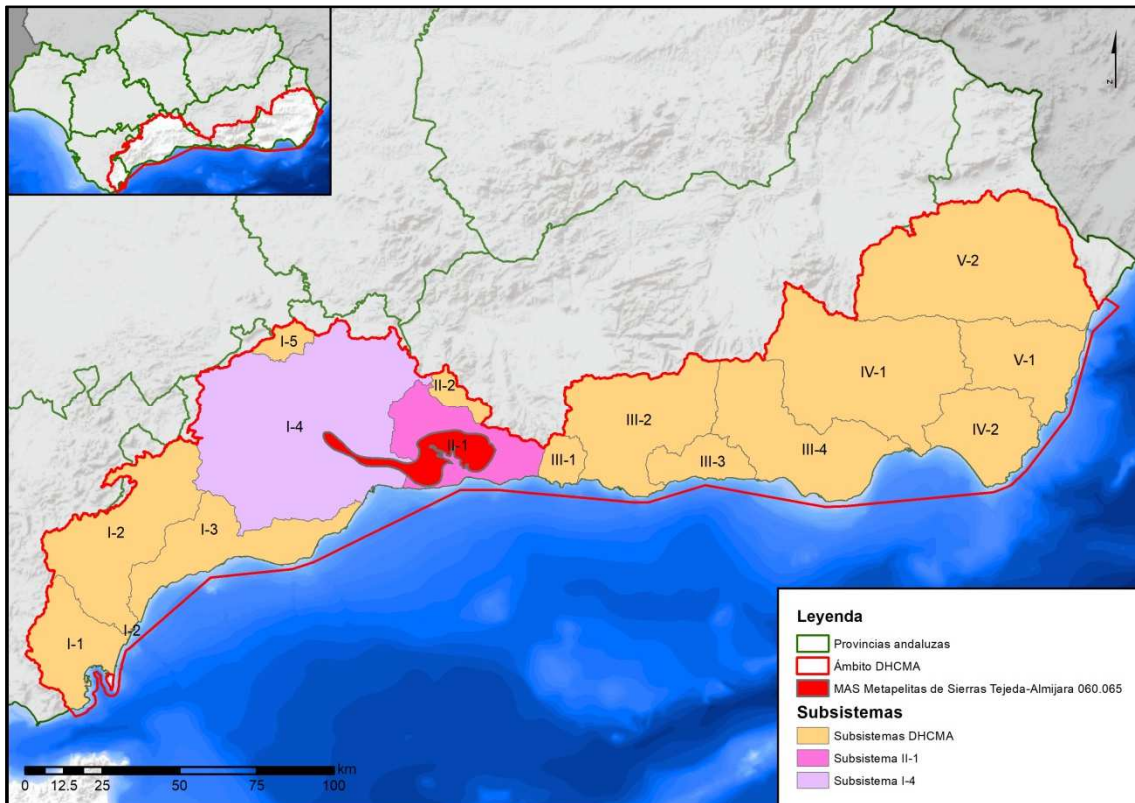 N
V-2
I-5
II-2
IV-1
V-1
I-4
III-2
II-1
IV-2
III-1
III-3
III-4
I-2
I-3
I-2
I-1
km
0 12.5 25 50 75 100
Leyenda
Provincias andaluzas
Ámbito DHCMA
MAS Metapelitas de Sierras Tejeda-Almijara 060.065
Subsistemas
Subsistemas DHCMA
Subsistema II-1
Subsistema I-4